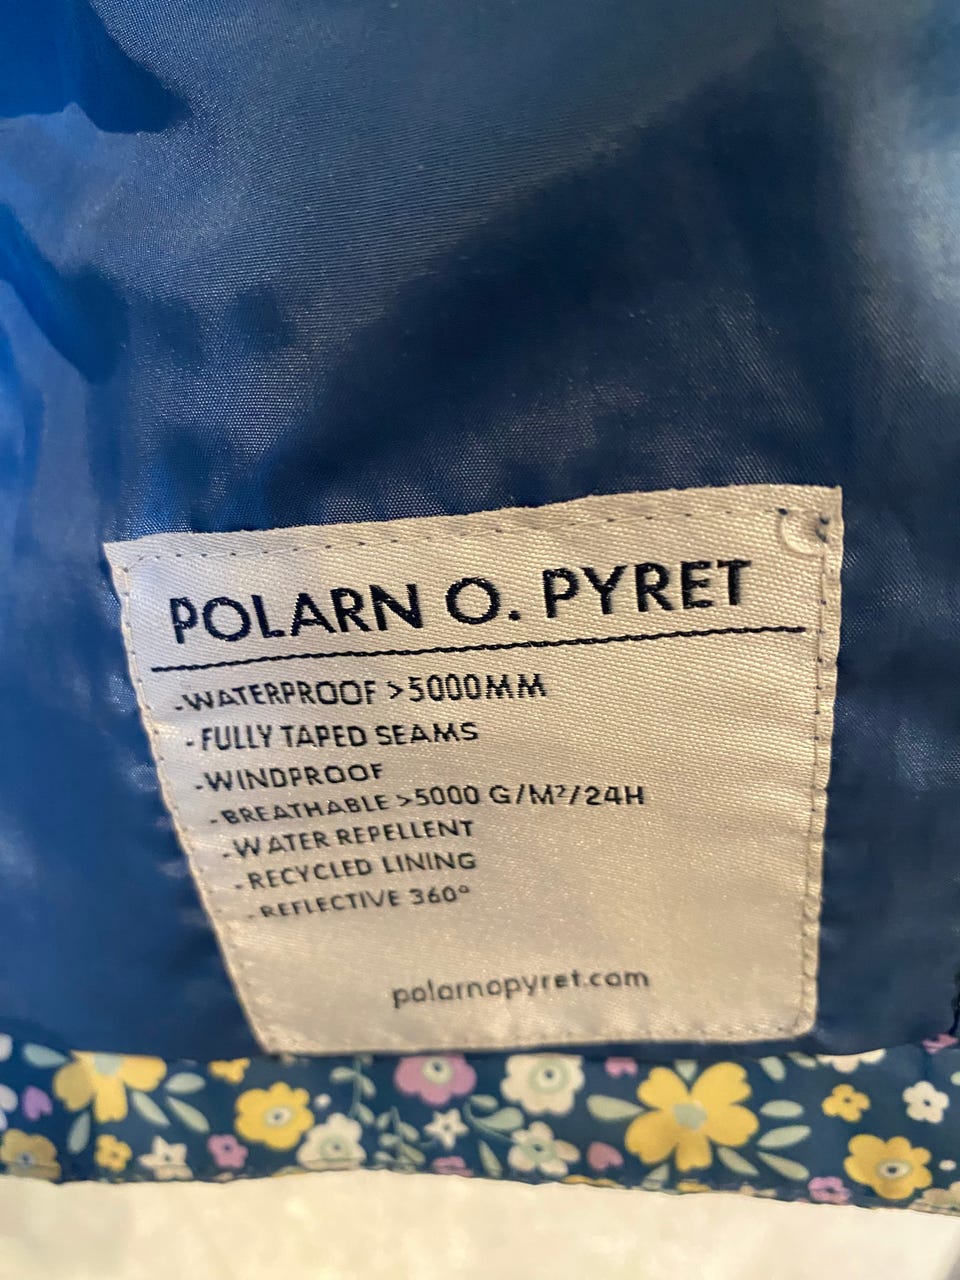 POLARN O. PYRET
-WATERPROOF >5000MM
-FULLY TAPED SEAMS
-WINDPROOF
-BREATHABLE >5000 G/M²/24H
-WATER REPELLENT
-RECYCLED LINING
-REFLECTIVE 360°
polarnopyret.com